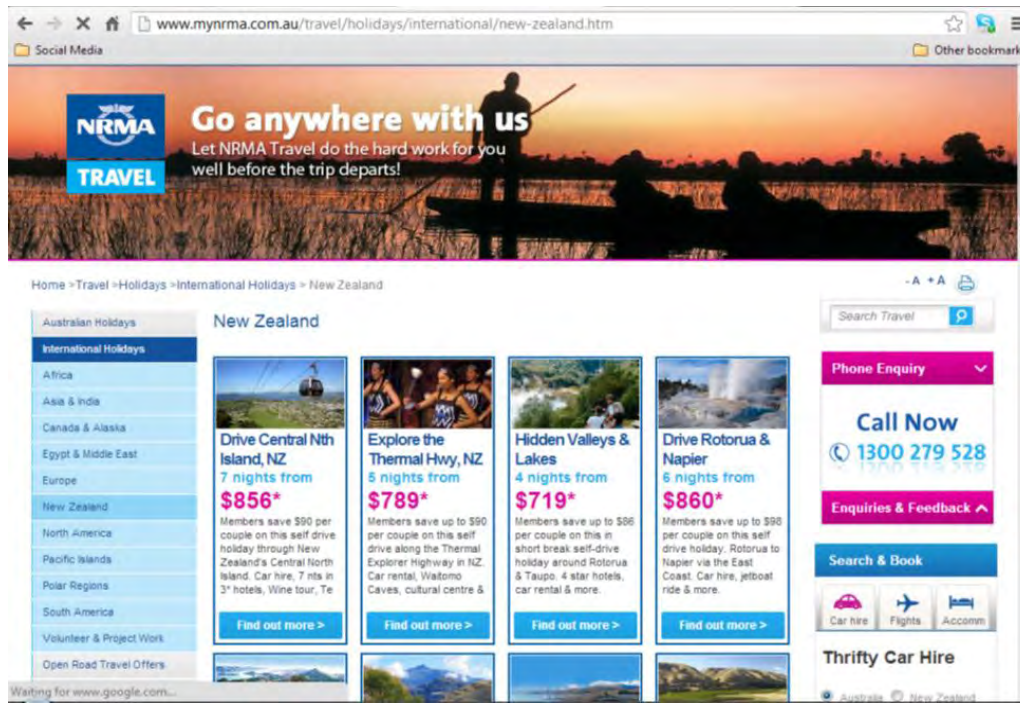 www.mynrma.com.au/travel/holidays/international/new-zealand.htm
Social Media
Other bookmark
NRMA
TRAVEL
Go anywhere with us
Let NRMA Travel do the hard work for you
well before the trip departs!
Home >Travel >Holidays >International Holidays > New Zealand
- A + A
Australian Holidays
International Holidays
Africa
Asia & India
Canada & Alaska
Egypt & Middle East
Europe
New Zealand
North America
Pacific Islands
Polar Regions
South America
Volunteer & Project Work
Open Road Travel Offers
New Zealand
Drive Central Nth
Island, NZ
7 nights from
$856*
Members save $90 per
couple on this self drive
holiday through New
Zealand's Central North
Island. Car hire, 7 nts in
3* hotels, Wine tour, Te
Find out more >
Explore the
Thermal Hwy, NZ
5 nights from
$789*
Members save up to $90
per couple on this self
drive along the Thermal
Explorer Highway in NZ.
Car rental, Waitomo
Caves, cultural centre &
Find out more >
Hidden Valleys &
Lakes
4 nights from
$719*
Members save up to $86
per couple on this in
short break self-drive
holiday around Rotorua
& Taupo. 4 star hotels,
car rental & more.
Find out more >
Drive Rotorua &
Napier
6 nights from
$860*
Members save up to $98
per couple on this self
drive holiday. Rotorua to
Napier via the East
Coast. Car hire, jetboat
ride & more.
Find out more >
Search Travel
Phone Enquiry
Call Now
1300 279 528
Enquiries & Feedback
Search & Book
Car hire
Flights
Accomm
Thrifty Car Hire
Australia New Zealand
Waiting for www.google.com...